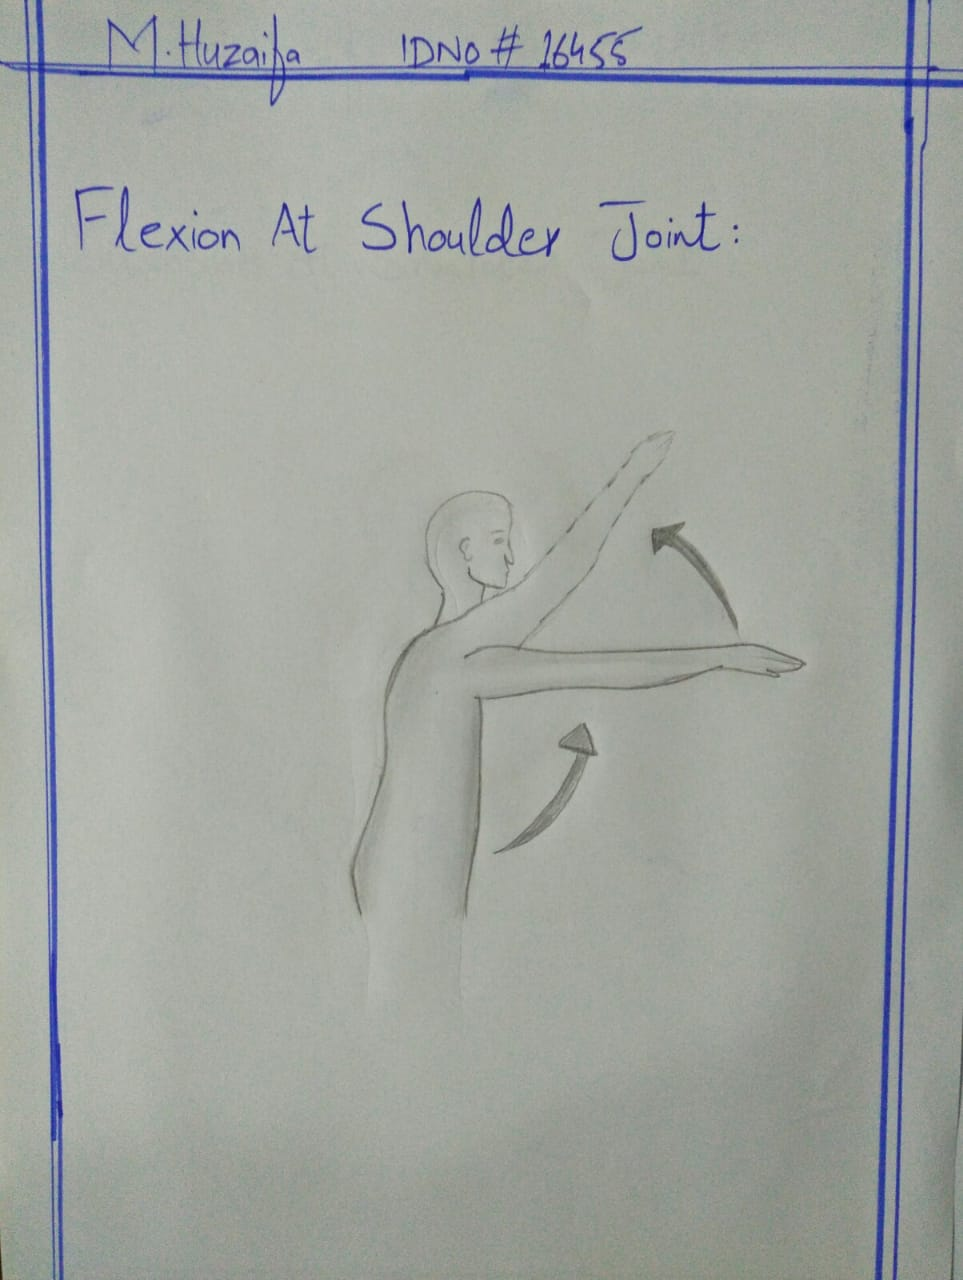 M. Huzaifa IDNO # 16455
Flexion At Shoulder Joint: